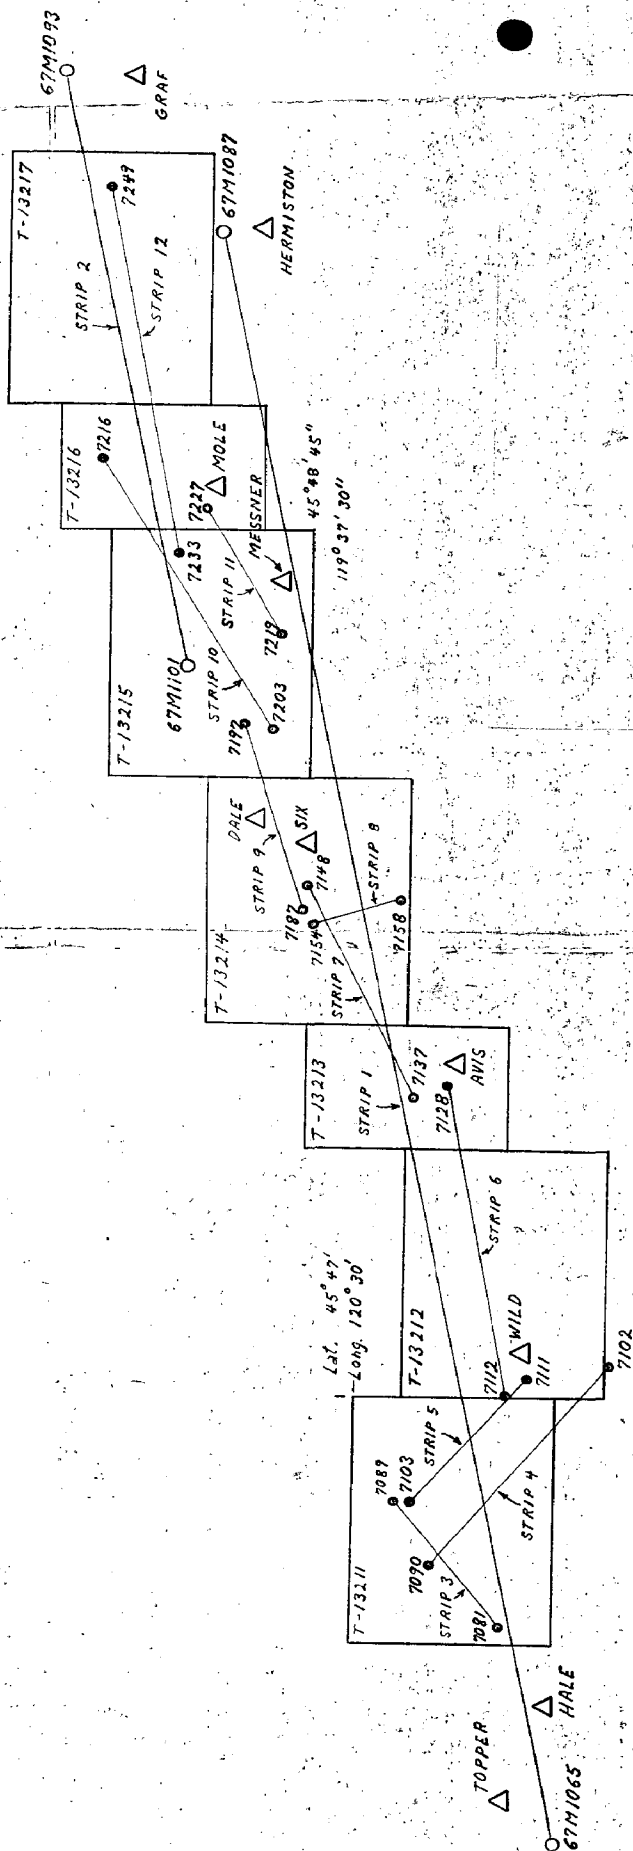 67M1093
GRAF
T-13217
7249
67M1087
HERMISTON
STRIP 2
STRIP 12
T-13216
7216
MOLE
7227
MESSNER
45° 48' 45"
119° 37' 30"
7233
STRIP 11
7219
T-13215
67M1101
STRIP 10
7203
7192
DALE
STRIP 9
SIX
7148
STRIP 8
7187
7154
7158
T-13214
STRIP 7
T-13213
STRIP 1
7137
7128
AVIS
STRIP 6
Lat. 45° 47'
Long. 120° 30'
T-13212
WILD
7112
7111
7102
STRIP 5
7089
7103
STRIP 4
7090
STRIP 3
T-13211
7081
TOPPER
HALE
67M1065